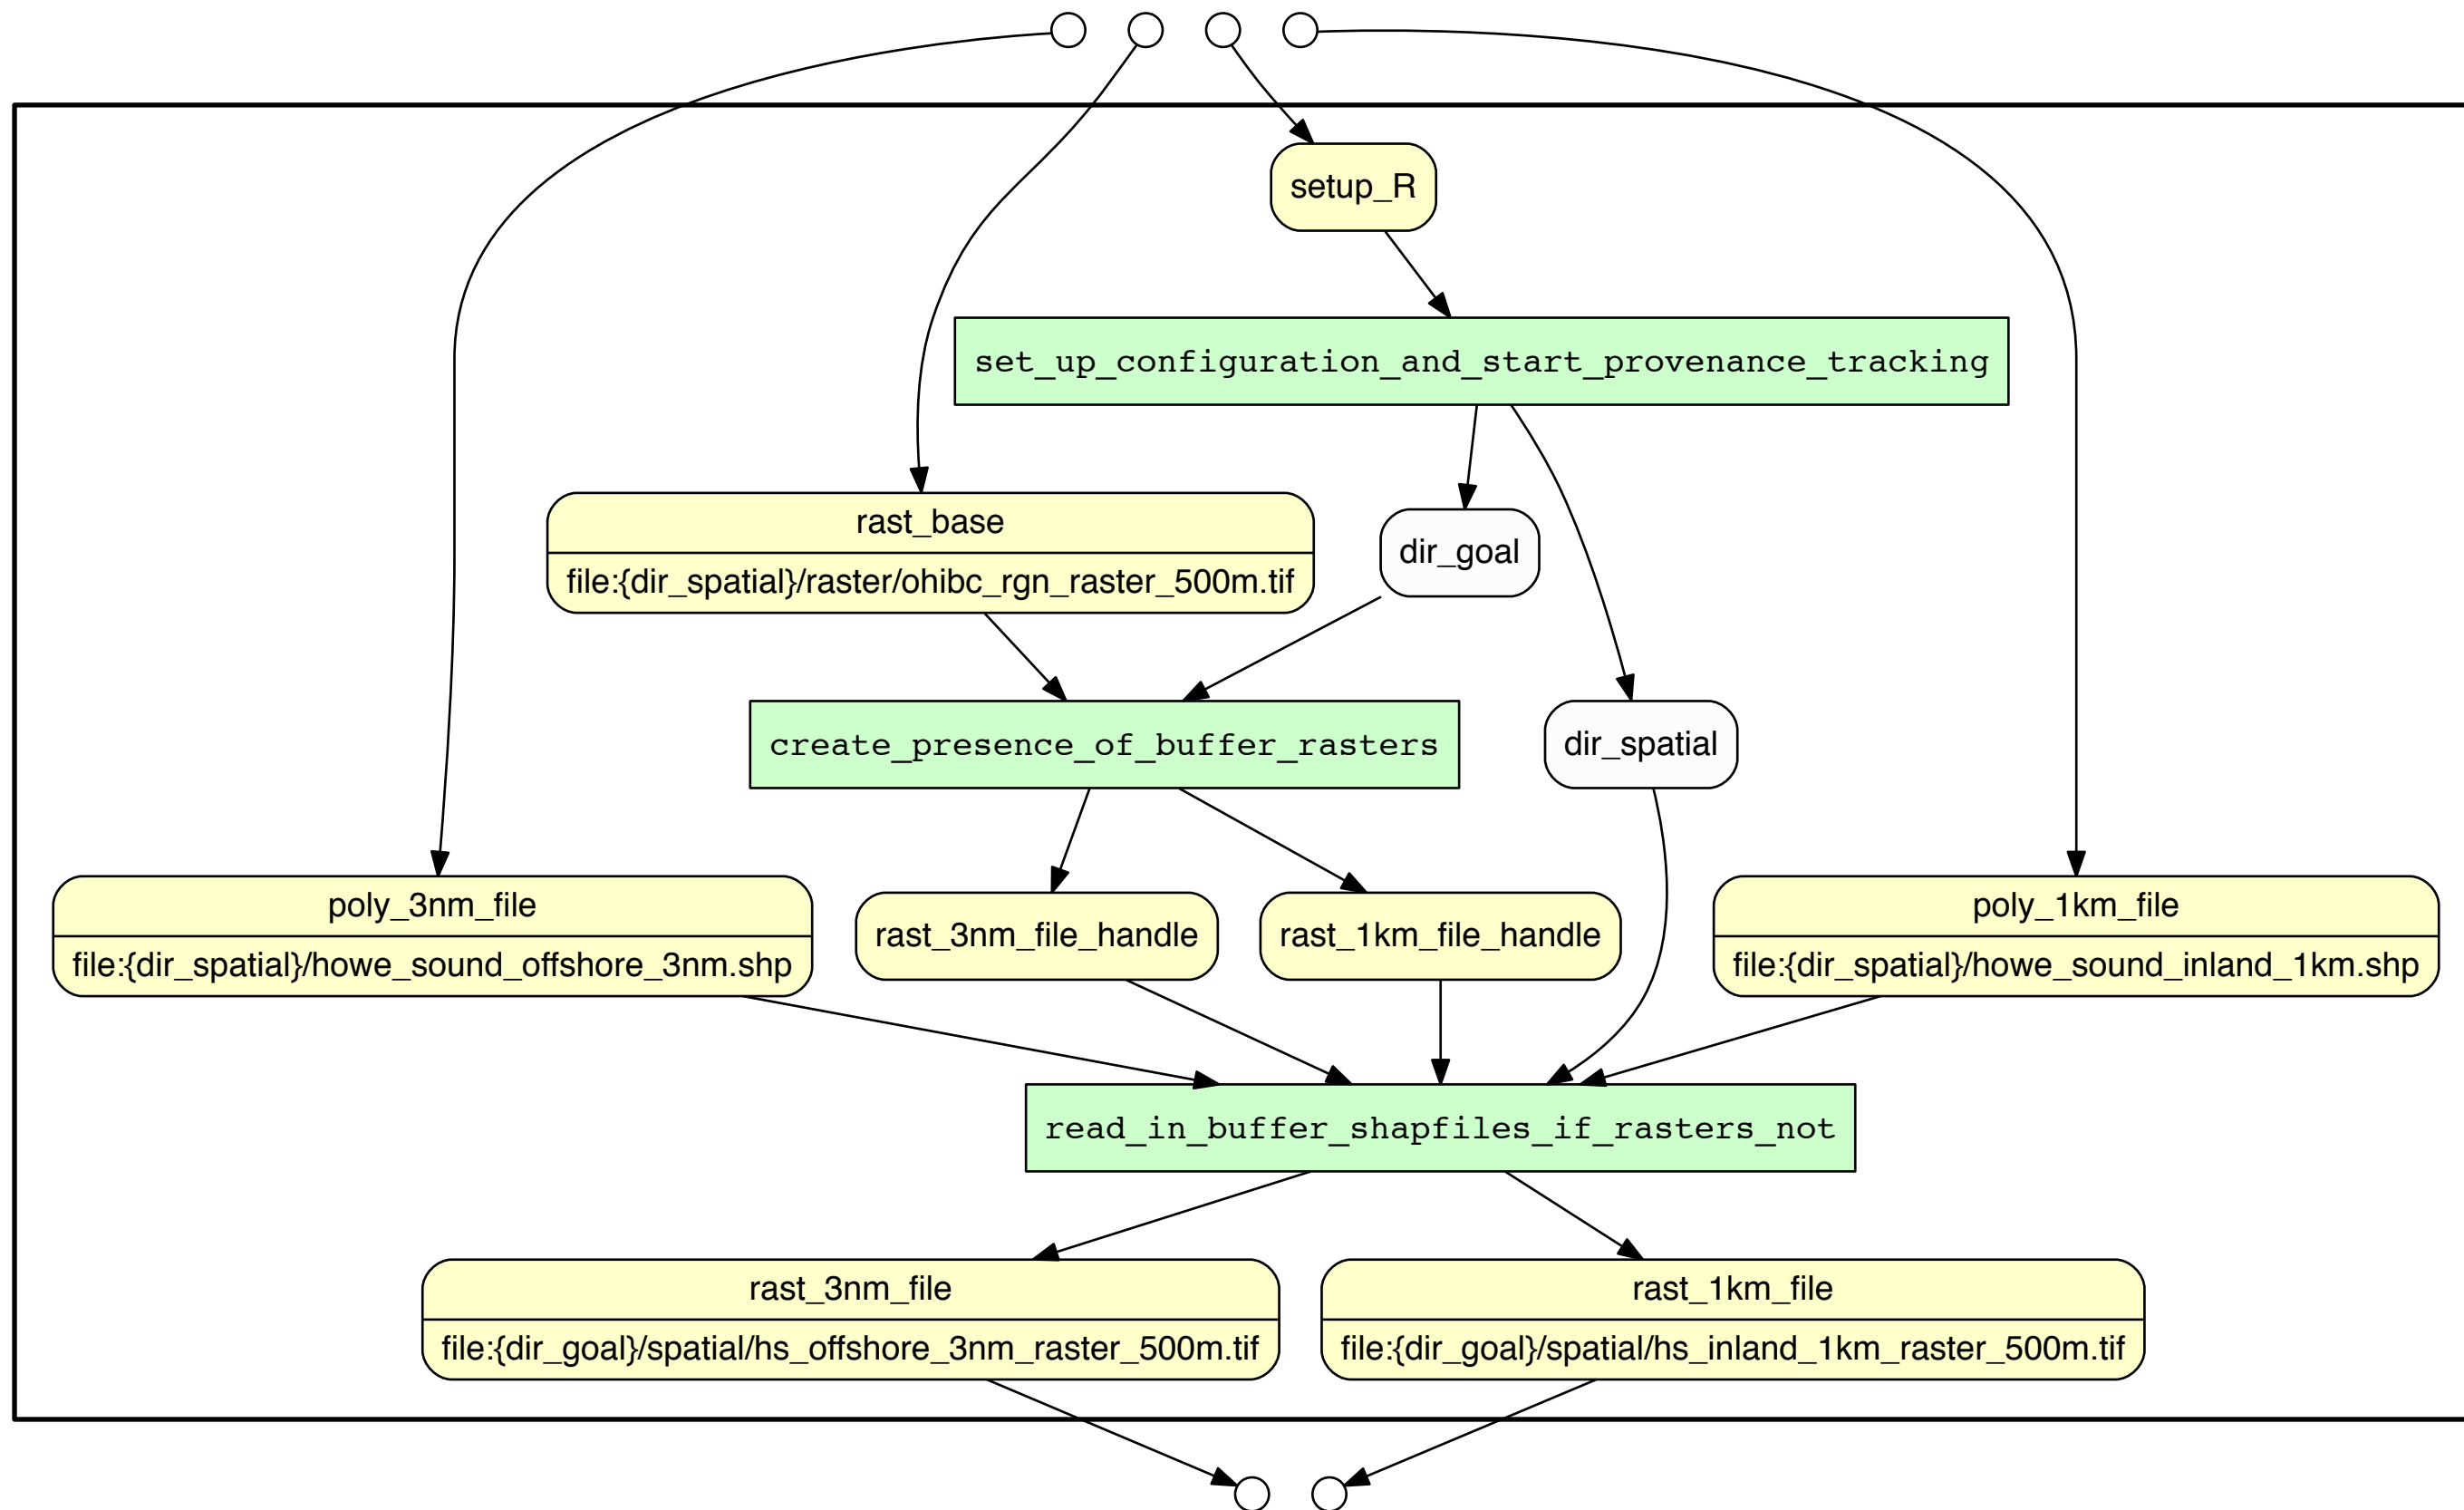 setup_R
set_up_configuration_and_start_provenance_tracking
rast_base
file:{dir_spatial}/raster/ohibc_rgn_raster_500m.tif
dir_goal
create_presence_of_buffer_rasters
dir_spatial
poly_3nm_file
file:{dir_spatial}/howe_sound_offshore_3nm.shp
rast_3nm_file_handle
rast_1km_file_handle
poly_1km_file
file:{dir_spatial}/howe_sound_inland_1km.shp
read_in_buffer_shapfiles_if_rasters_not
rast_3nm_file
file:{dir_goal}/spatial/hs_offshore_3nm_raster_500m.tif
rast_1km_file
file:{dir_goal}/spatial/hs_inland_1km_raster_500m.tif